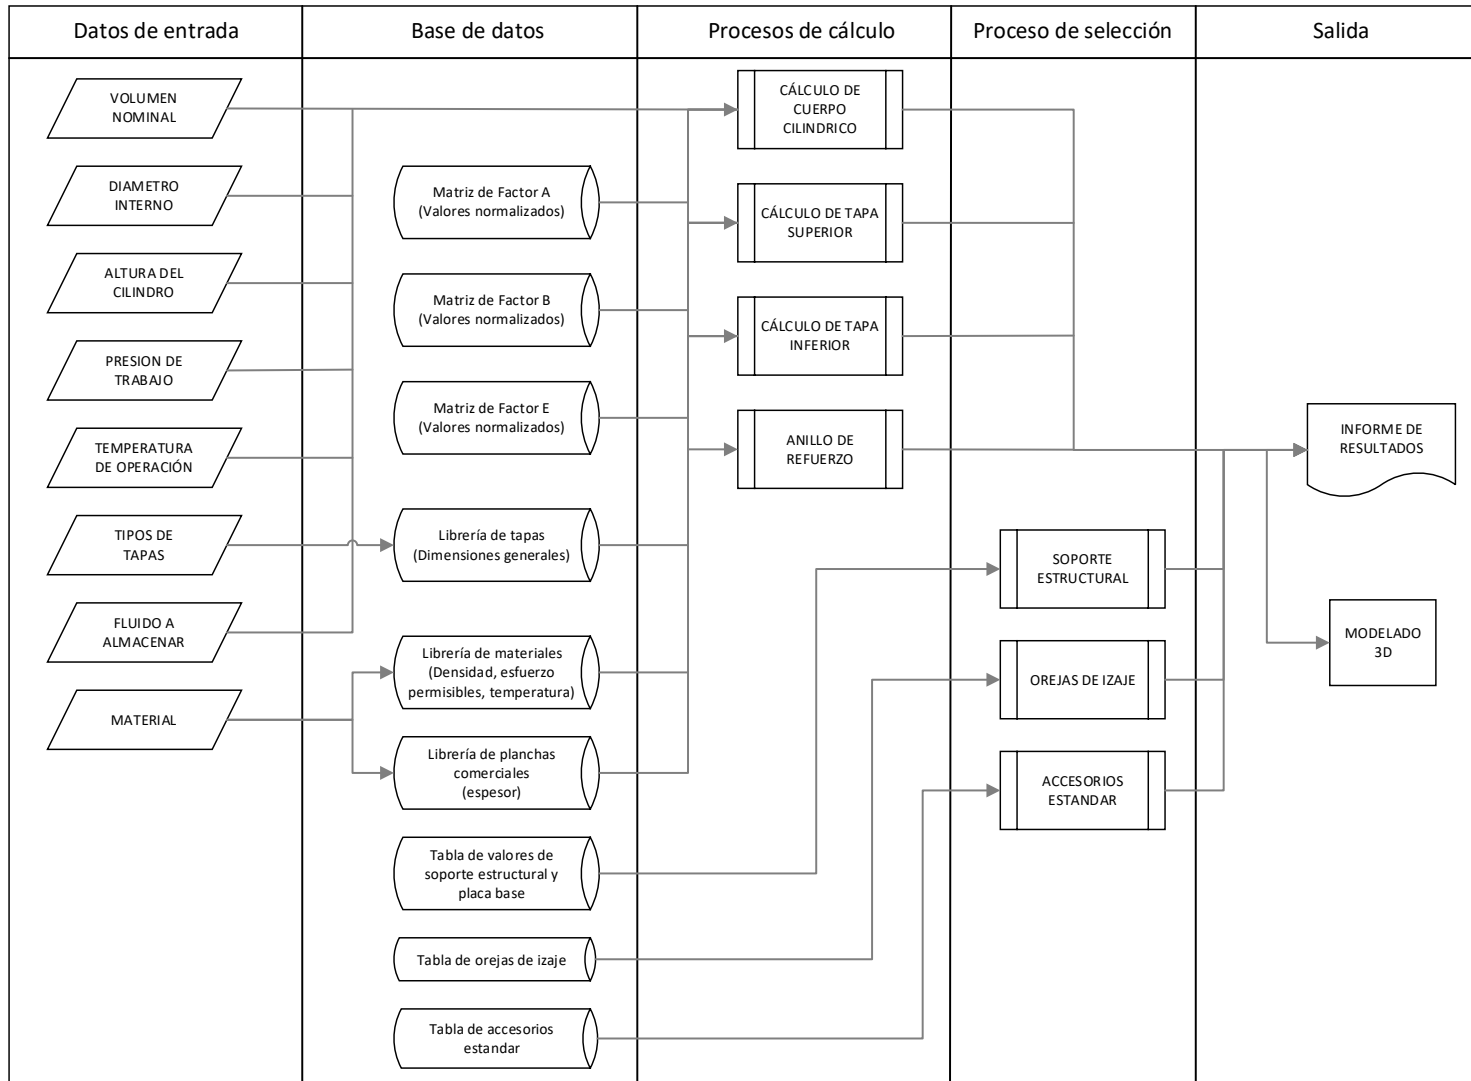 Datos de entrada
Base de datos
Procesos de cálculo
Proceso de selección
Salida
VOLUMEN
NOMINAL
DIAMETRO
INTERNO
ALTURA DEL
CILINDRO
PRESION DE
TRABAJO
TEMPERATURA
DE OPERACIÓN
TIPOS DE
TAPAS
FLUIDO A
ALMACENAR
MATERIAL
Matriz de Factor A
(Valores normalizados)
Matriz de Factor B
(Valores normalizados)
Matriz de Factor E
(Valores normalizados)
Librería de tapas
(Dimensiones generales)
Librería de materiales
(Densidad, esfuerzo
permisibles, temperatura)
Librería de planchas
comerciales
(espesor)
Tabla de valores de
soporte estructural y
placa base
Tabla de orejas de izaje
Tabla de accesorios
estandar
CÁLCULO DE
CUERPO
CILINDRICO
CÁLCULO DE TAPA
SUPERIOR
CÁLCULO DE TAPA
INFERIOR
ANILLO DE
REFUERZO
SOPORTE
ESTRUCTURAL
OREJAS DE IZAJE
ACCESORIOS
ESTANDAR
INFORME DE
RESULTADOS
MODELADO
3D